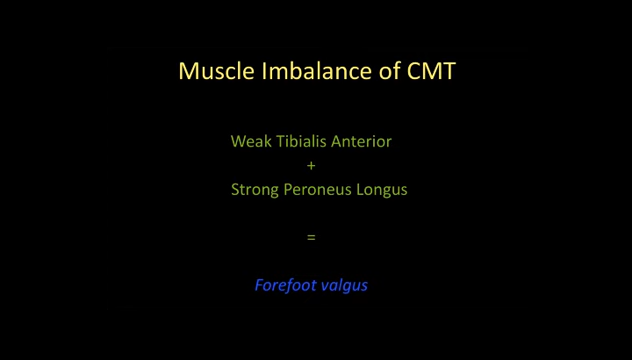 Muscle Imbalance of CMT
Weak Tibialis Anterior
+
Strong Peroneus Longus
=
Forefoot valgus